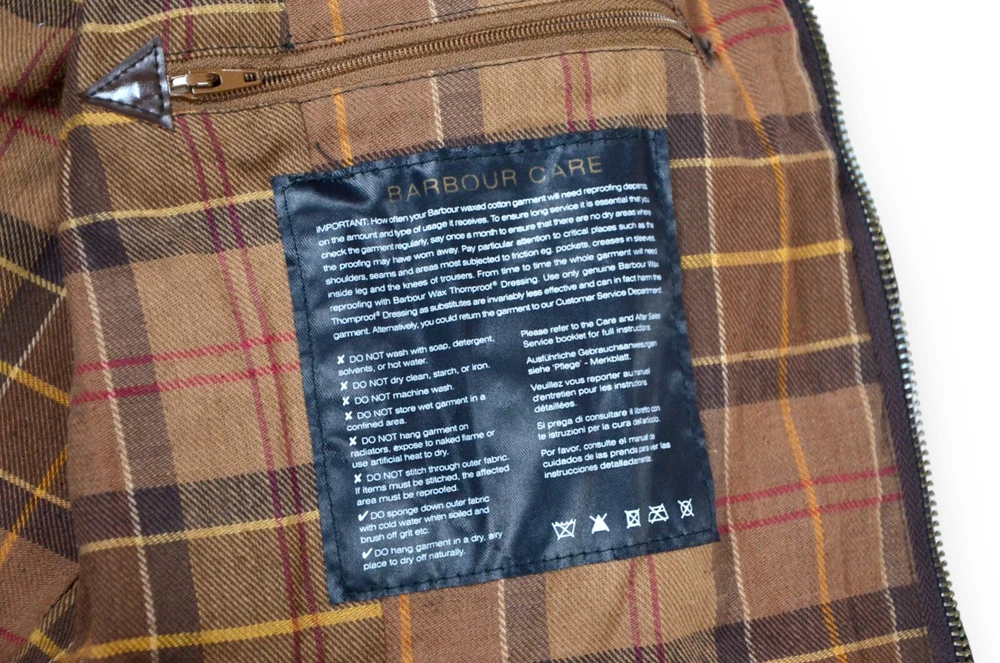 BARBOUR CARE
IMPORTANT: How often your Barbour waxed cotton garment will need reproofing depends
on the amount and type of usage it receives. To ensure long service it is essential that you
check the garment regularly, say once a month to ensure that there are no dry areas where
the proofing may have worn away. Pay particular attention to critical places such as the
shoulders, seams and areas most subjected to friction eg. pockets, creases in sleeves,
inside leg and the knees of trousers. From time to time the whole garment will need
reproofing with Barbour Wax Thornproof® Dressing. Use only genuine Barbour Wax
Thornproof® Dressing as substitutes are invariably less effective and can in fact harm the
garment. Alternatively, you could return the garment to our Customer Service Department.
✘ DO NOT wash with soap, detergent,
solvents, or hot water.
✘ DO NOT dry clean, starch, or iron.
✘ DO NOT machine wash.
✘ DO NOT store wet garment in a
confined area.
✘ DO NOT hang garment on
radiators, expose to naked flame or
use artificial heat to dry.
✘ DO NOT stitch through outer fabric.
If items must be stitched, the affected
area must be reproofed.
✔ DO sponge down outer fabric
with cold water when soiled and
brush off grit etc.
✔ DO hang garment in a dry, airy
place to dry off naturally.
Please refer to the Care and After Sales
Service booklet for full instructions.
Ausführliche Gebrauchsanweisungen
siehe 'Pflege' - Merkblatt.
Veuillez vous reporter au manuel
d'entretien pour les instructions
détaillées.
Si prega di consultare il libretto con
le istruzioni per la cura del articolo.
Por favor, consulte el manual de
cuidados de las prendas para ver las
instrucciones detalladamente.